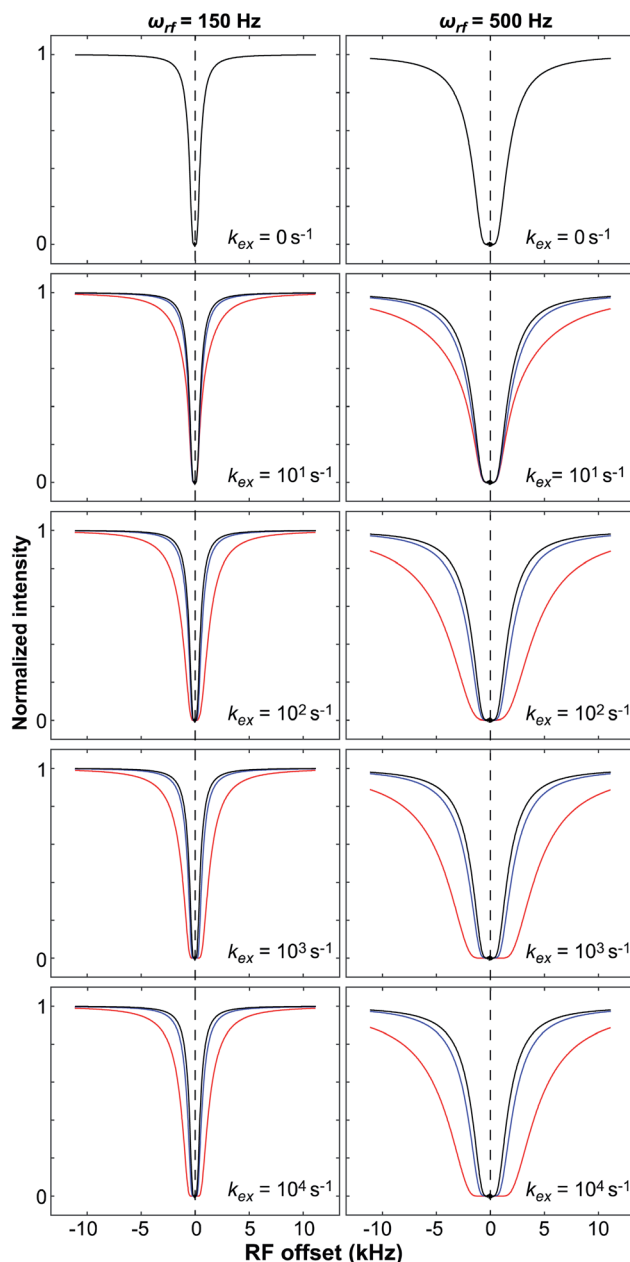 ω_rf = 150 Hz ω_rf = 500 Hz
1
0
k_ex = 0 s⁻¹ k_ex = 0 s⁻¹
1
0
k_ex = 10¹ s⁻¹ k_ex = 10¹ s⁻¹
1
0
k_ex = 10² s⁻¹ k_ex = 10² s⁻¹
1
0
k_ex = 10³ s⁻¹ k_ex = 10³ s⁻¹
1
0
k_ex = 10⁴ s⁻¹ k_ex = 10⁴ s⁻¹
-10 -5 0 5 10 -10 -5 0 5 10
Normalized intensity
RF offset (kHz)